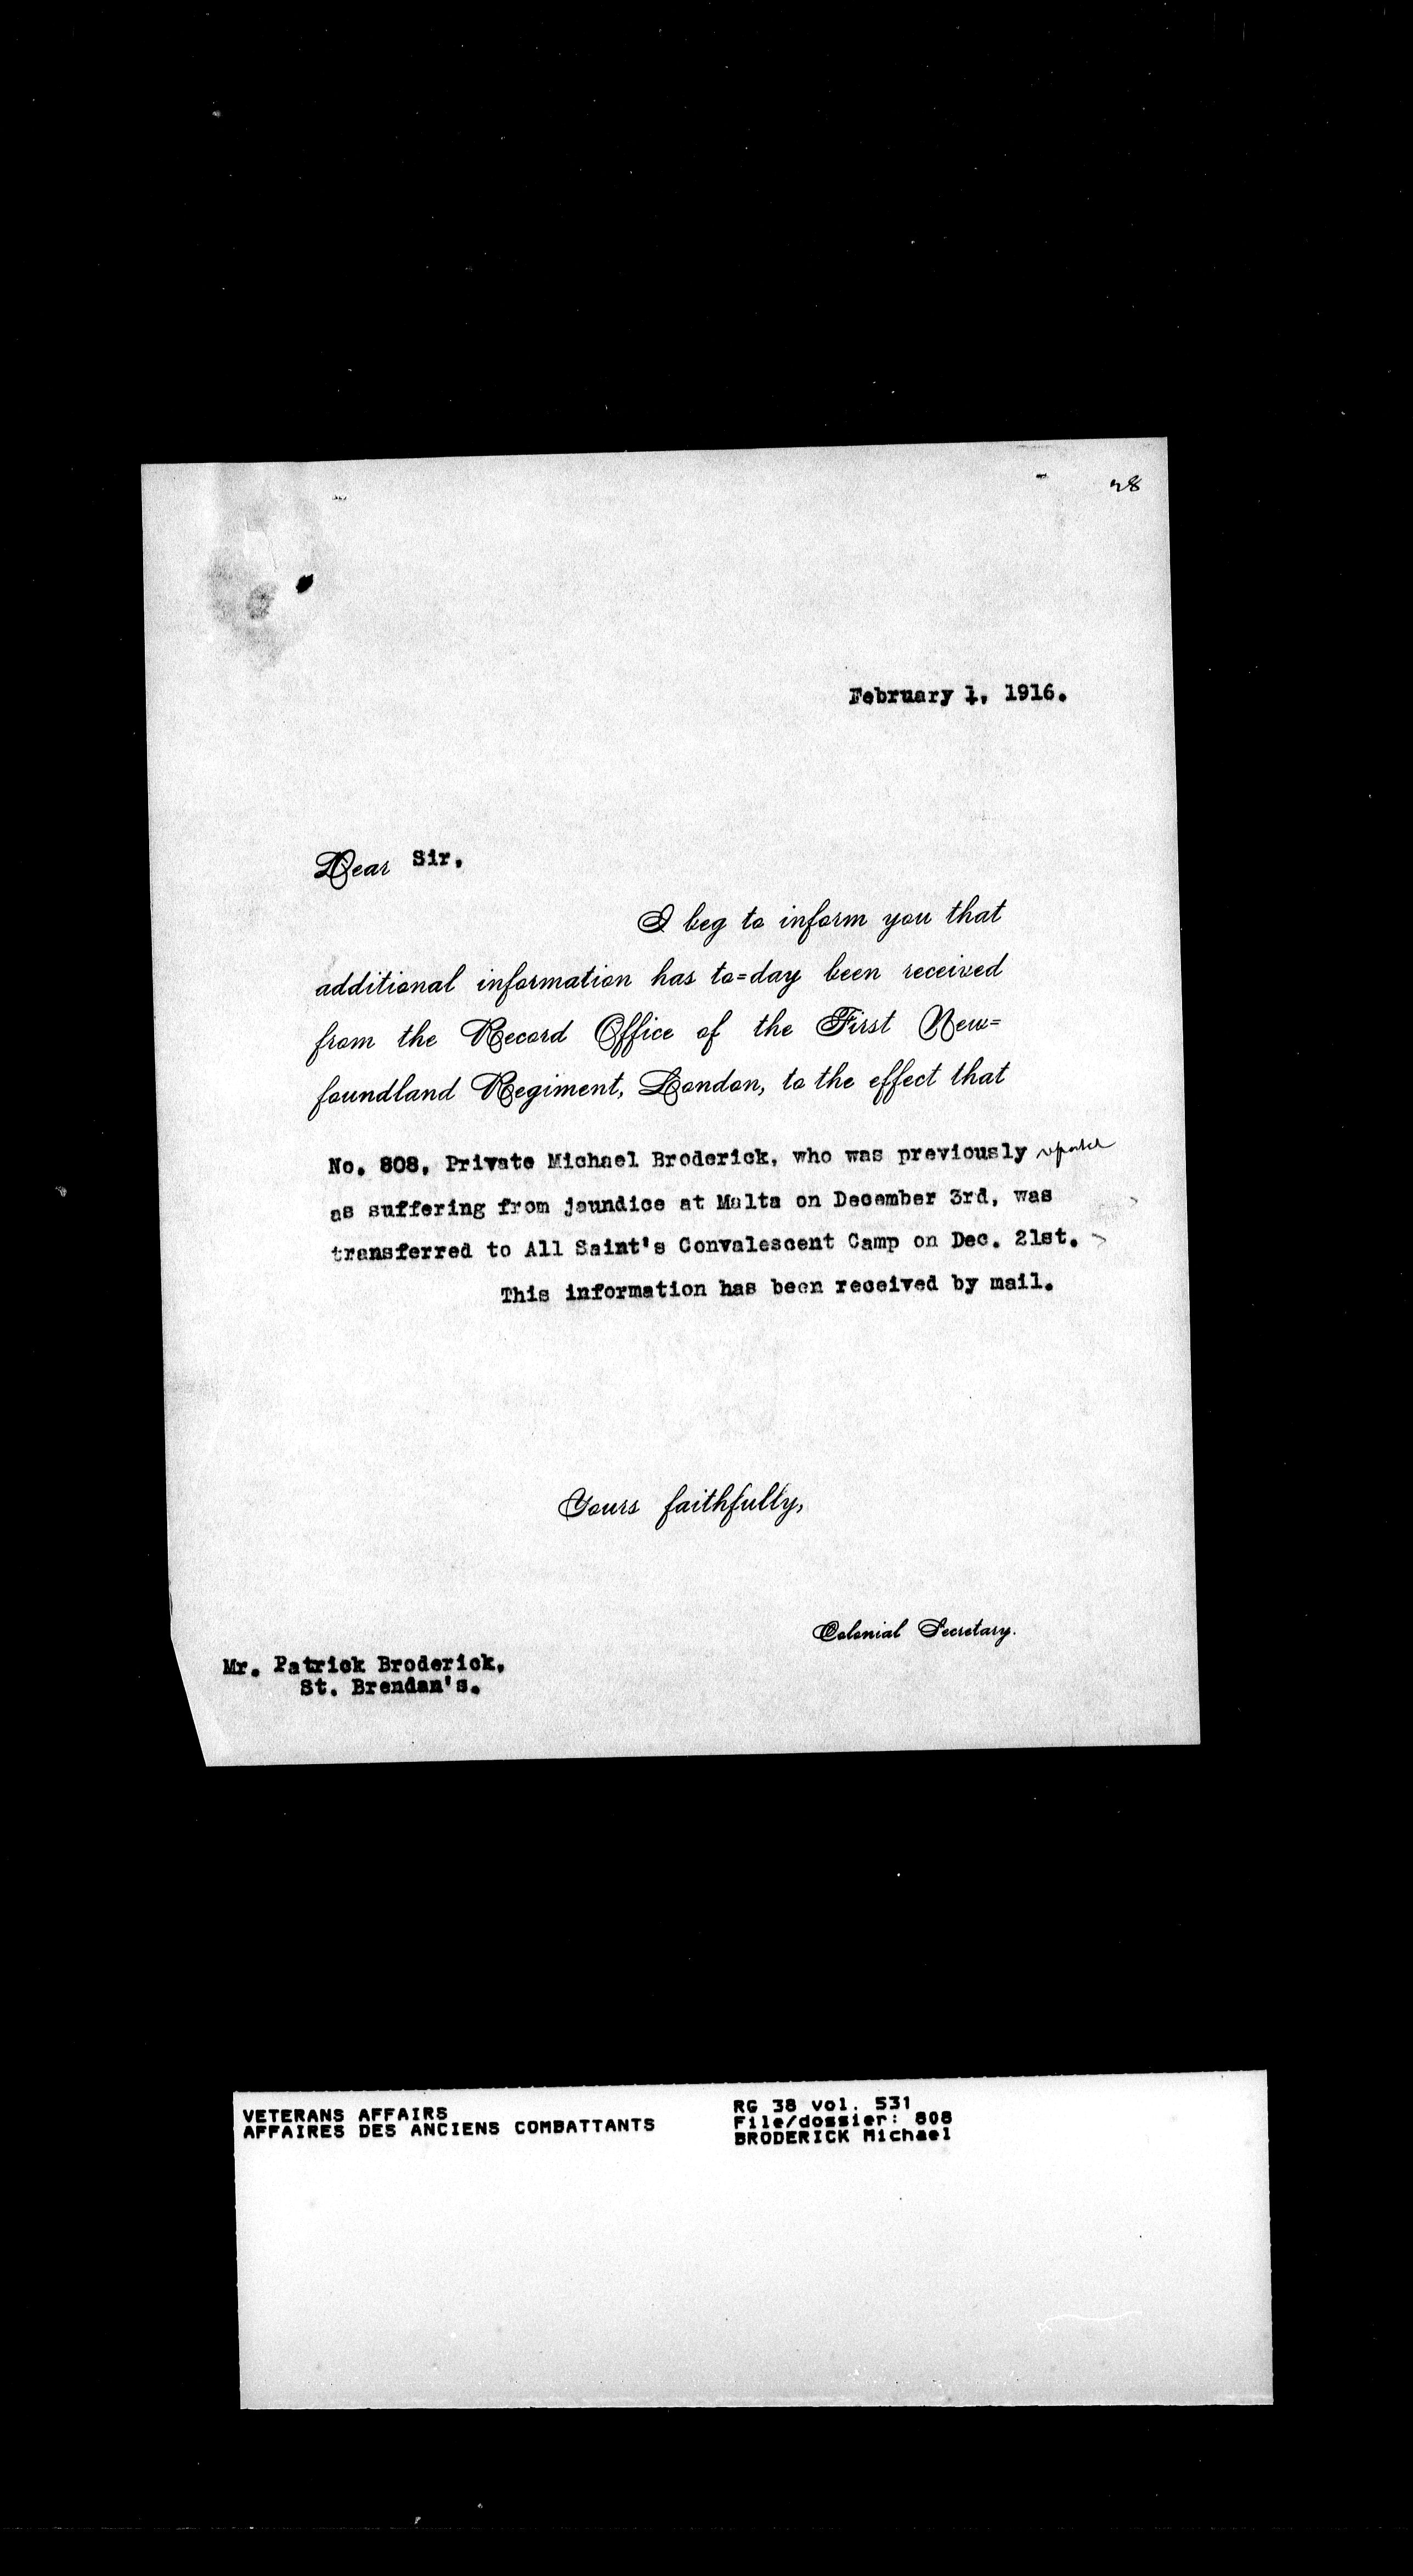 28
February 1, 1916.
Dear Sir.
I beg to inform you that
additional information has to=day been received
from the Record Office of the First New=
foundland Regiment, London, to the effect that
No. 808, Private Michael Broderick, who was previously
as suffering from jaundice at Malta on December 3rd, was
transferred to All Saint's Convalescent Camp on Dec. 21st.
This information has been received by mail.
Yours faithfully,
Colonial Secretary.
Mr. Patrick Broderick,
St. Brendan's.
VETERANS AFFAIRS
AFFAIRES DES ANCIENS COMBATTANTS
RG 38 vol. 531
File/dossier: 808
BRODERICK Michael